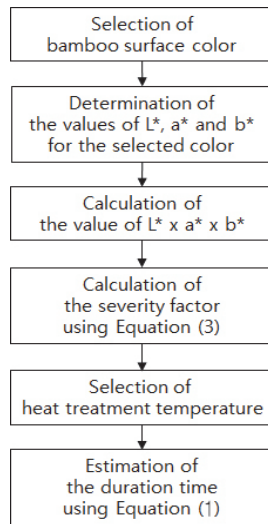 Selection of
bamboo surface color
Determination of
the values of L*, a* and b*
for the selected color
Calculation of
the value of L* x a* x b*
Calculation of
the severity factor
using Equation (3)
Selection of
heat treatment temperature
Estimation of
the duration time
using Equation (1)